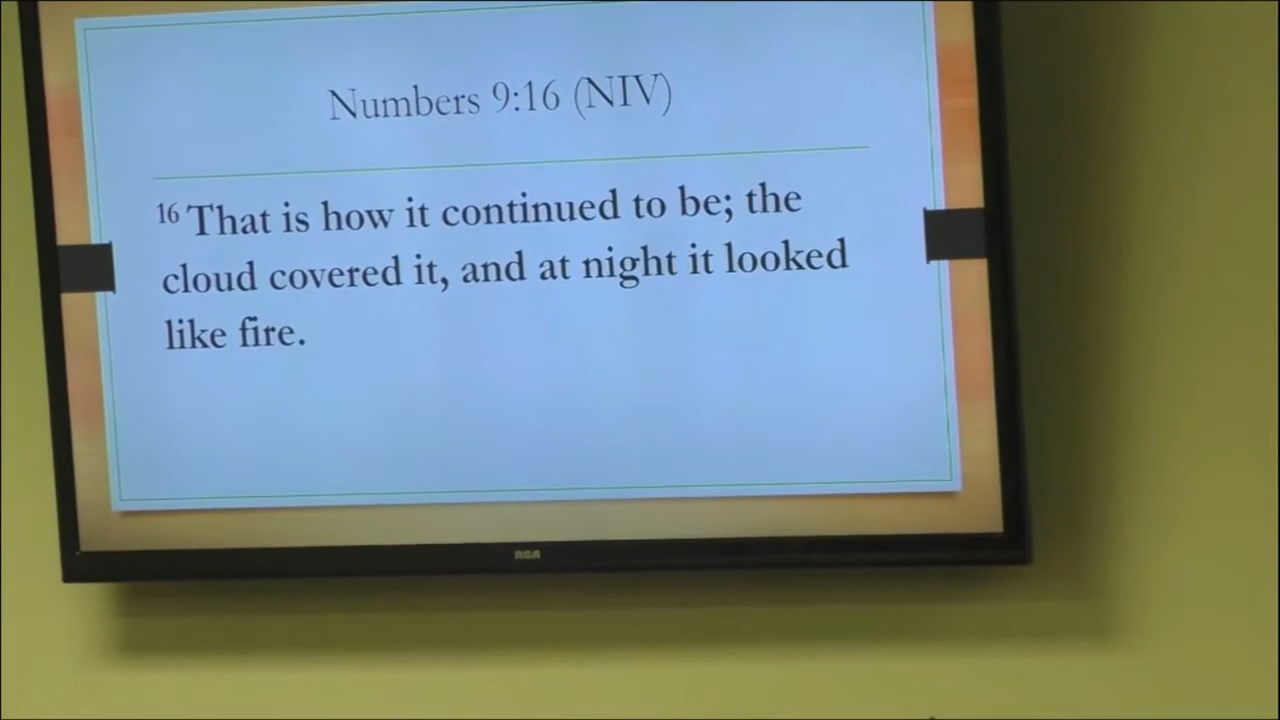 Numbers 9:16 (NIV)
16 That is how it continued to be; the
cloud covered it, and at night it looked
like fire.
RCA